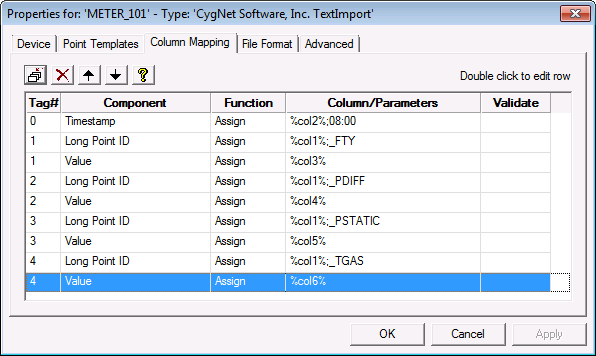 Properties for: 'METER_101' - Type: 'CygNet Software, Inc. TextImport'
Device Point Templates Column Mapping File Format Advanced
? Double click to edit row
Tag# Component Function Column/Parameters Validate
0 Timestamp Assign %col2%;08:00
1 Long Point ID Assign %col1%;_FTY
1 Value Assign %col3%
2 Long Point ID Assign %col1%;_PDIFF
2 Value Assign %col4%
3 Long Point ID Assign %col1%;_PSTATIC
3 Value Assign %col5%
4 Long Point ID Assign %col1%;_TGAS
4 Value Assign %col6%
OK Cancel Apply